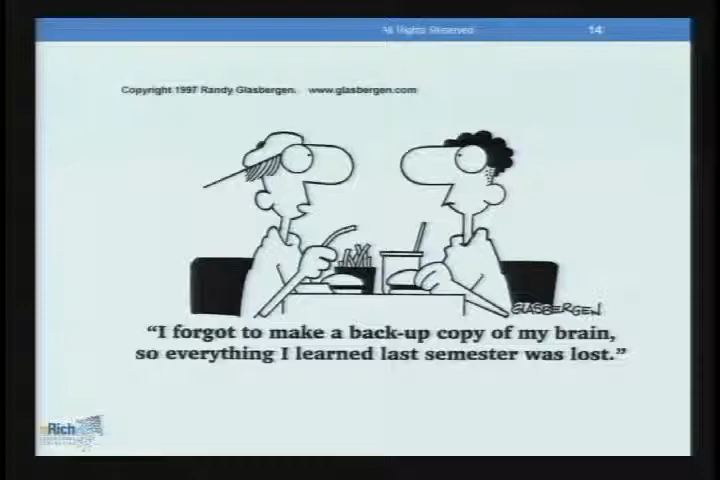 All Rights Reserved 14
Copyright 1997 Randy Glasbergen. www.glasbergen.com
GLASBERGEN
“I forgot to make a back-up copy of my brain,
so everything I learned last semester was lost.”
Rich